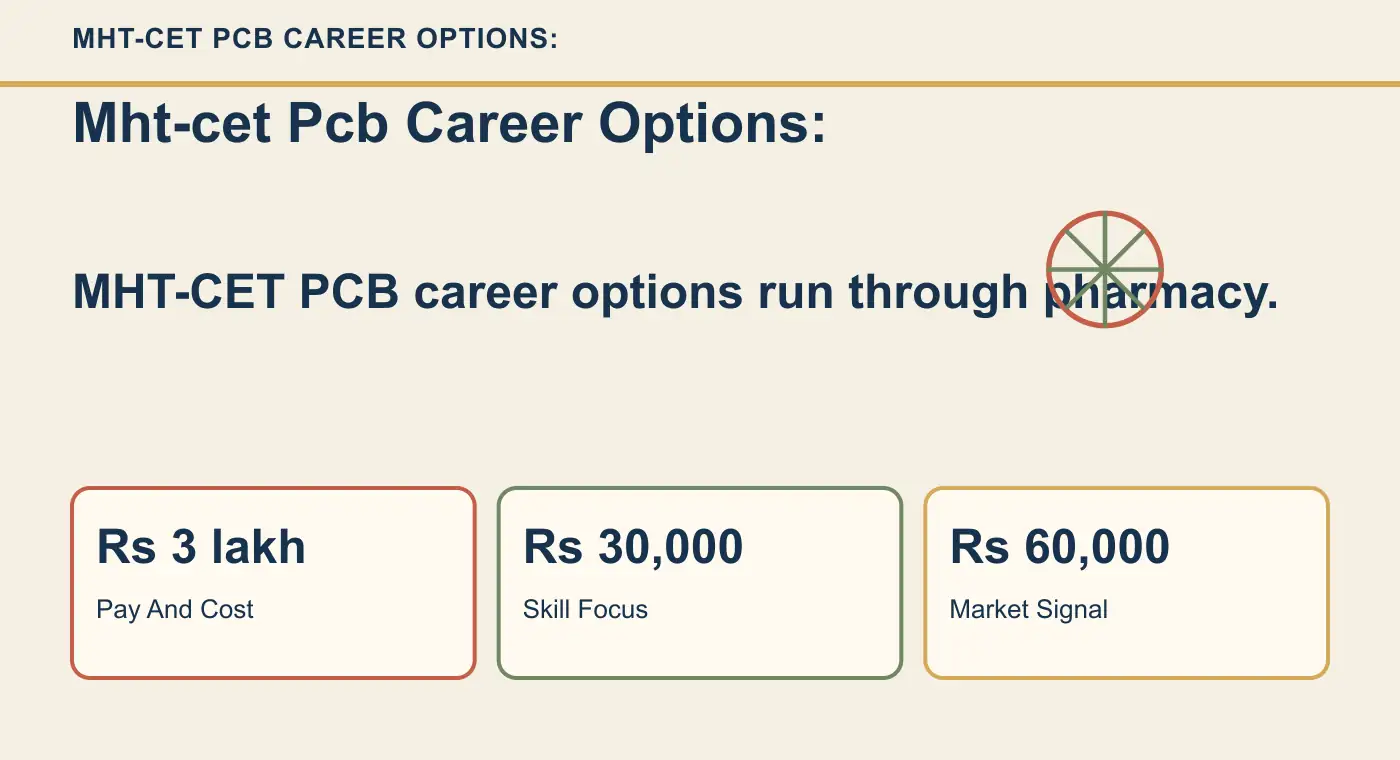 MHT-CET PCB CAREER OPTIONS:
Mht-cet Pcb Career Options:
MHT-CET PCB career options run through pharmacy.
Rs 3 lakh
Pay And Cost
Rs 30,000
Skill Focus
Rs 60,000
Market Signal